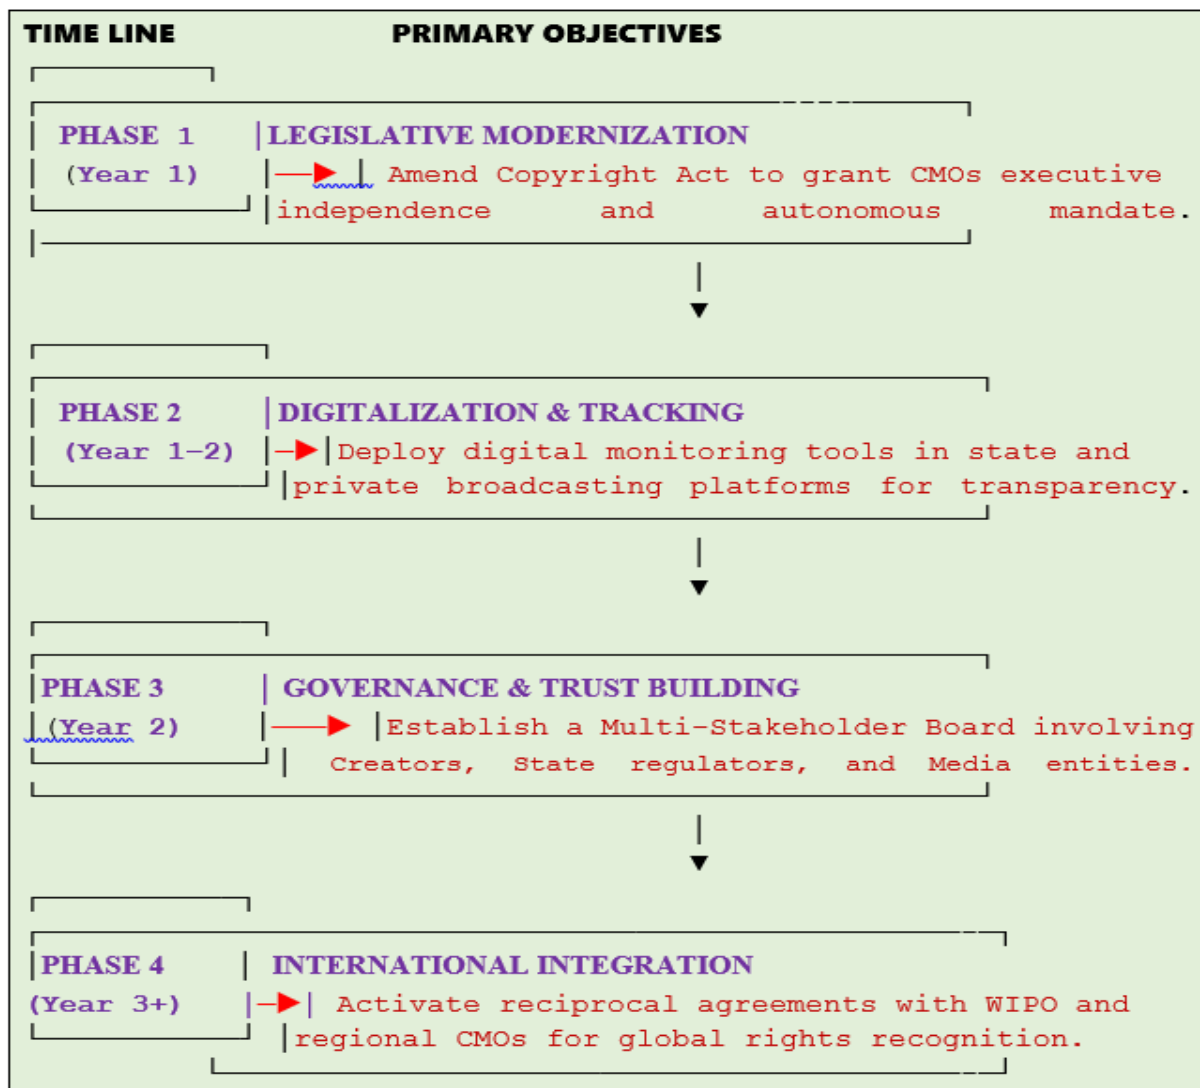 TIME LINE PRIMARY OBJECTIVES
PHASE 1 LEGISLATIVE MODERNIZATION
(Year 1) Amend Copyright Act to grant CMOs executive
independence and autonomous mandate.
PHASE 2 DIGITALIZATION & TRACKING
(Year 1–2) Deploy digital monitoring tools in state and
private broadcasting platforms for transparency.
PHASE 3 GOVERNANCE & TRUST BUILDING
(Year 2) Establish a Multi-Stakeholder Board involving
Creators, State regulators, and Media entities.
PHASE 4 INTERNATIONAL INTEGRATION
(Year 3+) Activate reciprocal agreements with WIPO and
regional CMOs for global rights recognition.